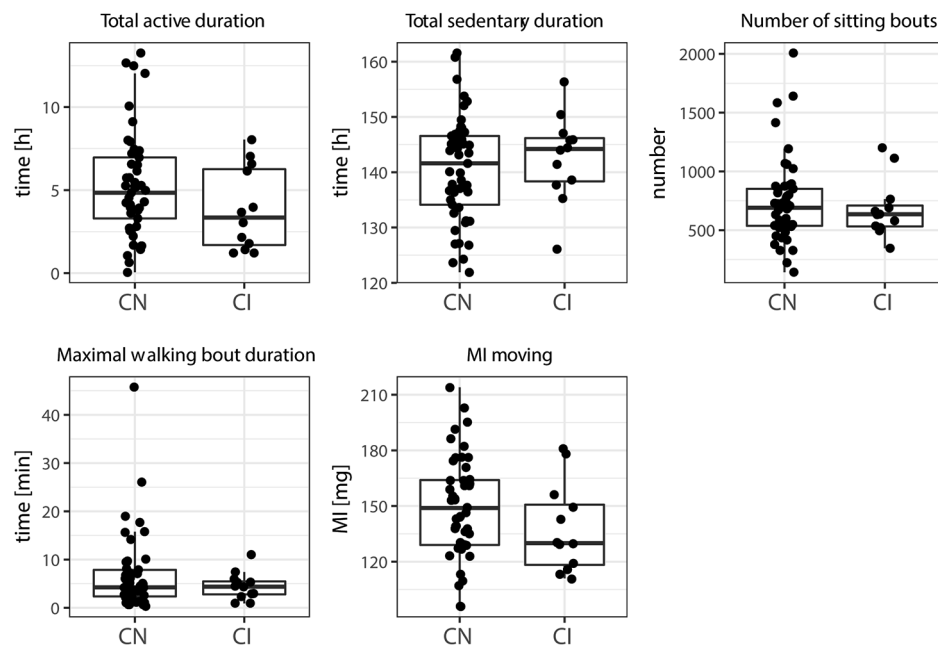 Total active duration
Total sedentary duration
Number of sitting bouts
time [h]
10
5
0
CN CI
time [h]
160
150
140
130
120
CN CI
number
2000
1500
1000
500
CN CI
Maximal walking bout duration
MI moving
time [min]
40
30
20
10
0
CN CI
MI [mg]
210
180
150
120
CN CI